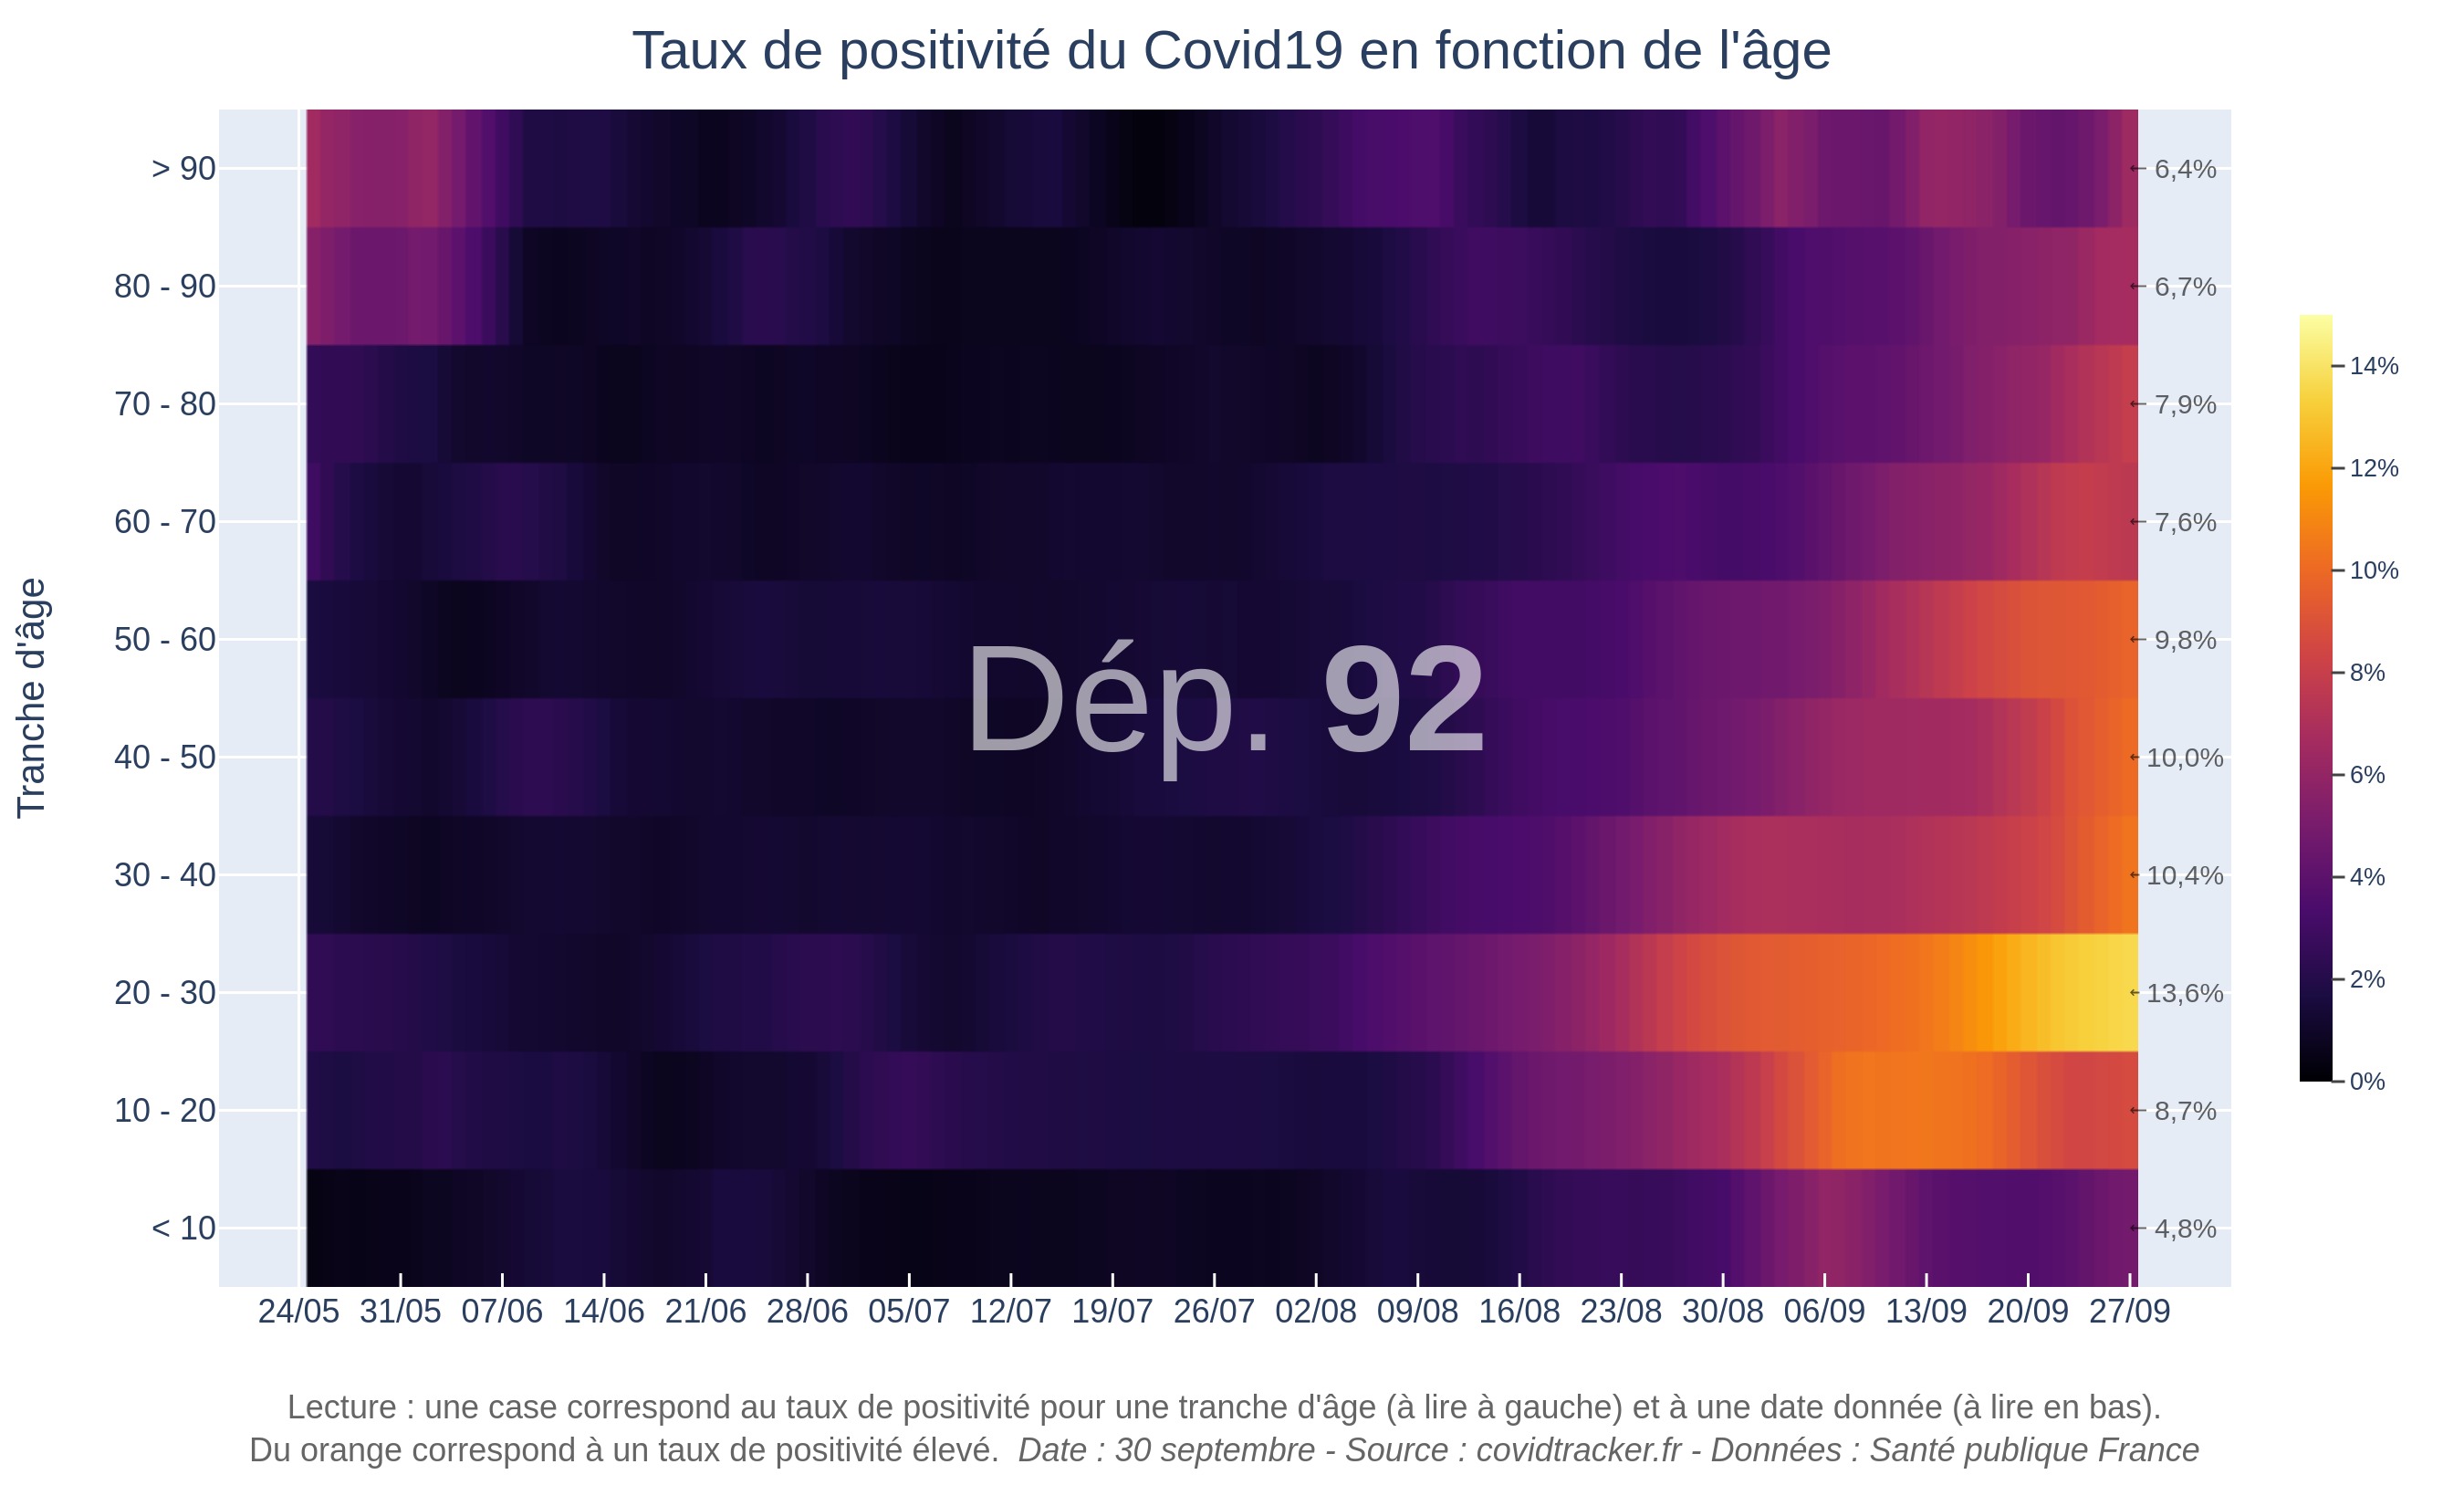 Taux de positivité du Covid19 en fonction de l'âge
Tranche d'âge
> 90
6,4%
80 - 90
6,7%
70 - 80
7,9%
60 - 70
7,6%
50 - 60
9,8%
40 - 50
10,0%
30 - 40
10,4%
20 - 30
13,6%
10 - 20
8,7%
< 10
4,8%
Dép. 92
14%
12%
10%
8%
6%
4%
2%
0%
24/05 31/05 07/06 14/06 21/06 28/06 05/07 12/07 19/07 26/07 02/08 09/08 16/08 23/08 30/08 06/09 13/09 20/09 27/09
Lecture : une case correspond au taux de positivité pour une tranche d'âge (à lire à gauche) et à une date donnée (à lire en bas).
Du orange correspond à un taux de positivité élevé. Date : 30 septembre - Source : covidtracker.fr - Données : Santé publique France